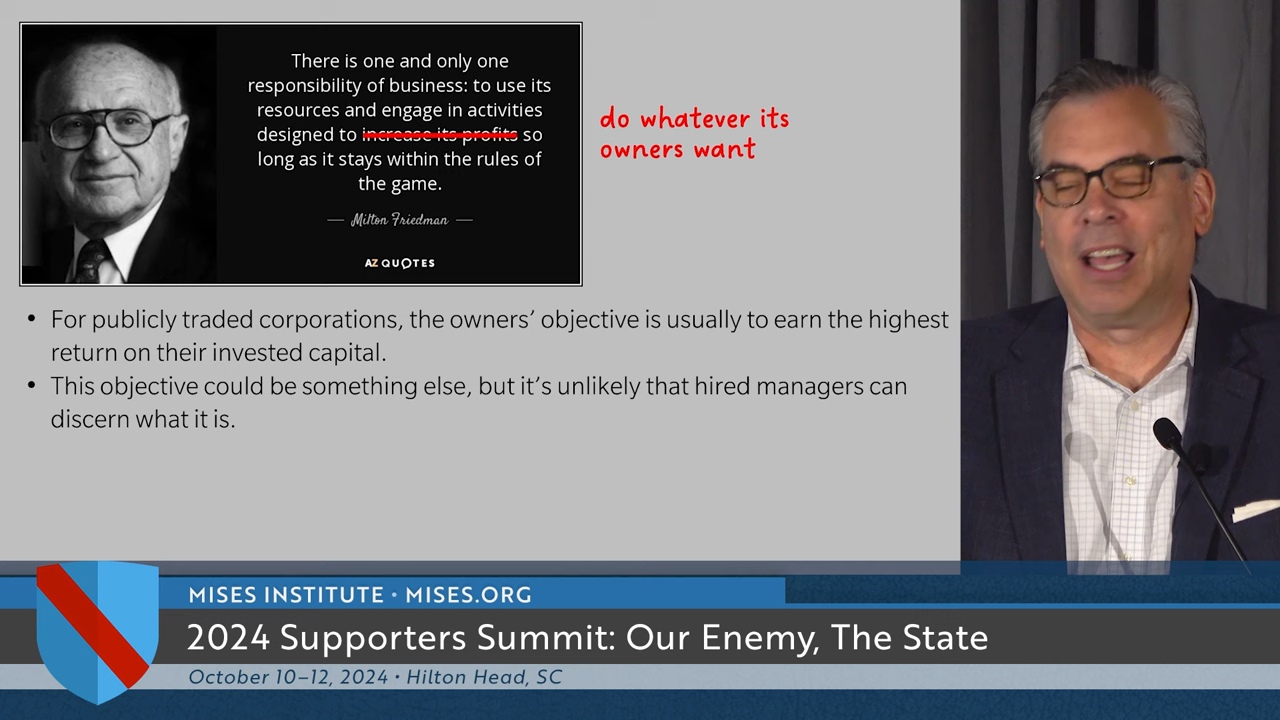 There is one and only one
responsibility of business: to use its
resources and engage in activities
designed to increase its profits so
long as it stays within the rules of
the game.
Milton Friedman
AZ QUOTES
do whatever its
owners want
• For publicly traded corporations, the owners’ objective is usually to earn the highest
return on their invested capital.
• This objective could be something else, but it’s unlikely that hired managers can
discern what it is.
MISES INSTITUTE • MISES.ORG
2024 Supporters Summit: Our Enemy, The State
October 10–12, 2024 • Hilton Head, SC